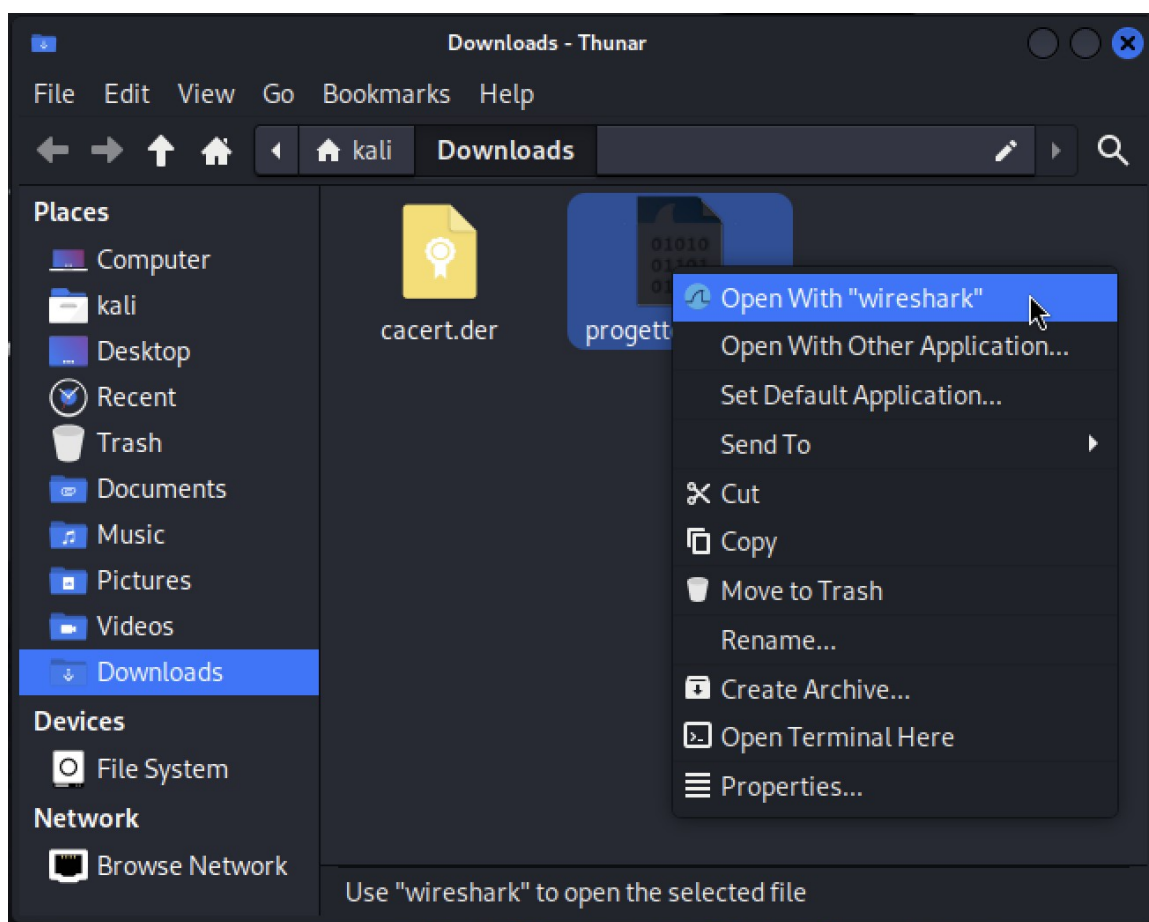 Downloads - Thunar
File Edit View Go Bookmarks Help
kali Downloads
Places
Computer
kali
Desktop
Recent
Trash
Documents
Music
Pictures
Videos
Downloads
Devices
File System
Network
Browse Network
01010
01101
01
cacert.der
progett
Open With "wireshark"
Open With Other Application...
Set Default Application...
Send To
Cut
Copy
Move to Trash
Rename...
Create Archive...
Open Terminal Here
Properties...
Use "wireshark" to open the selected file